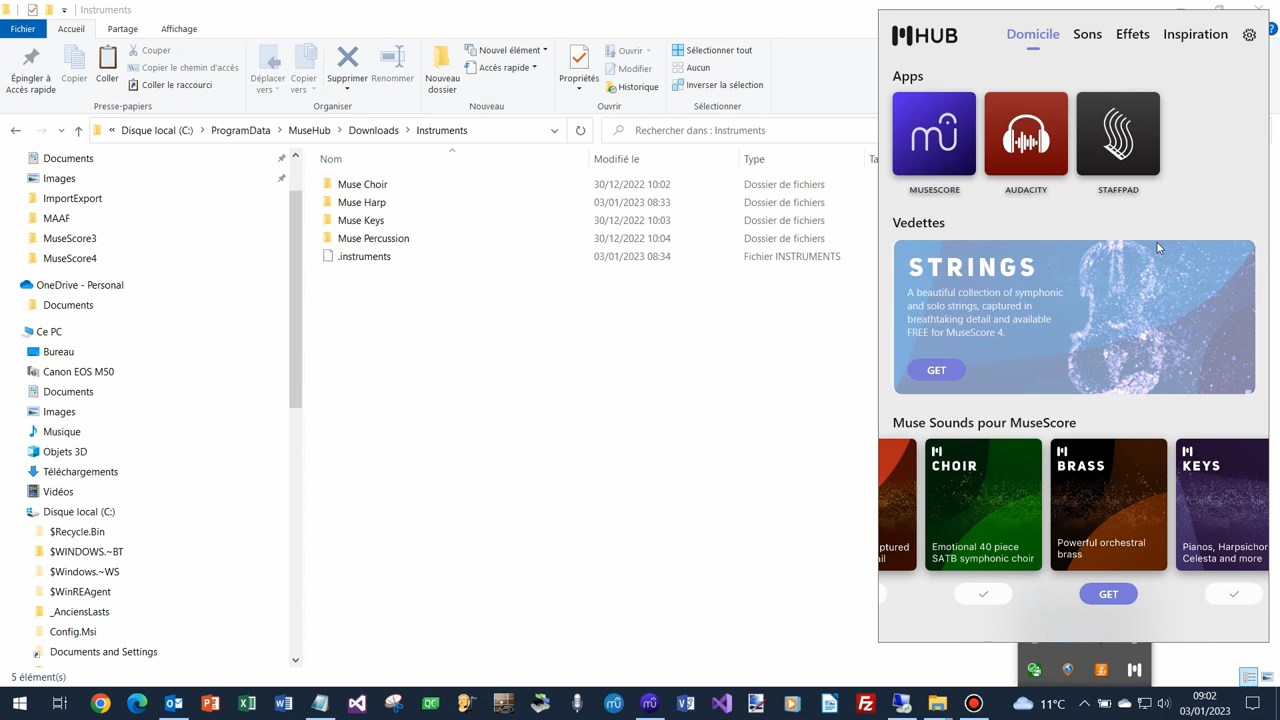 Instruments
Fichier Accueil Partage Affichage
Épingler à
Accès rapide
Copier
Coller
Couper
Copier le chemin d'accès
Coller le raccourci
Presse-papiers
Déplacer
vers
Copier
vers
Supprimer
Renommer
Organiser
Nouveau
dossier
Nouvel élément
Accès rapide
Nouveau
Propriétés
Ouvrir
Modifier
Historique
Ouvrir
Sélectionner tout
Aucun
Inverser la sélection
Sélectionner
« Disque local (C:) > ProgramData > MuseHub > Downloads > Instruments
Rechercher dans : Instruments
Documents
Images
ImportExport
MAAF
MuseScore3
MuseScore4
OneDrive - Personal
Documents
Ce PC
Bureau
Canon EOS M50
Documents
Images
Musique
Objets 3D
Téléchargements
Vidéos
Disque local (C:)
$Recycle.Bin
$WINDOWS.~BT
$Windows.~WS
$WinREAgent
_AnciensLasts
Config.Msi
Documents and Settings
Nom Modifié le Type Ta
Muse Choir 30/12/2022 10:02 Dossier de fichiers
Muse Harp 03/01/2023 08:33 Dossier de fichiers
Muse Keys 30/12/2022 10:03 Dossier de fichiers
Muse Percussion 30/12/2022 10:04 Dossier de fichiers
.instruments 03/01/2023 08:34 Fichier INSTRUMENTS
5 élément(s)
HUB
Domicile Sons Effets Inspiration
Apps
MUSESCORE AUDACITY STAFFPAD
Vedettes
STRINGS
A beautiful collection of symphonic
and solo strings, captured in
breathtaking detail and available
FREE for MuseScore 4.
GET
Muse Sounds pour MuseScore
ptured
ail
CHOIR
Emotional 40 piece
SATB symphonic choir
BRASS
Powerful orchestral
brass
GET
KEYS
Pianos, Harpsichor
Celesta and more
11°C
09:02
03/01/2023